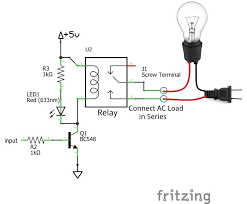 +5v
U2
R3
1kΩ
J1
Screw Terminal
LED1
Red (633nm)
Relay
Connect AC Load
in Series
Q1
BC548
input
R2
1kΩ
fritzing